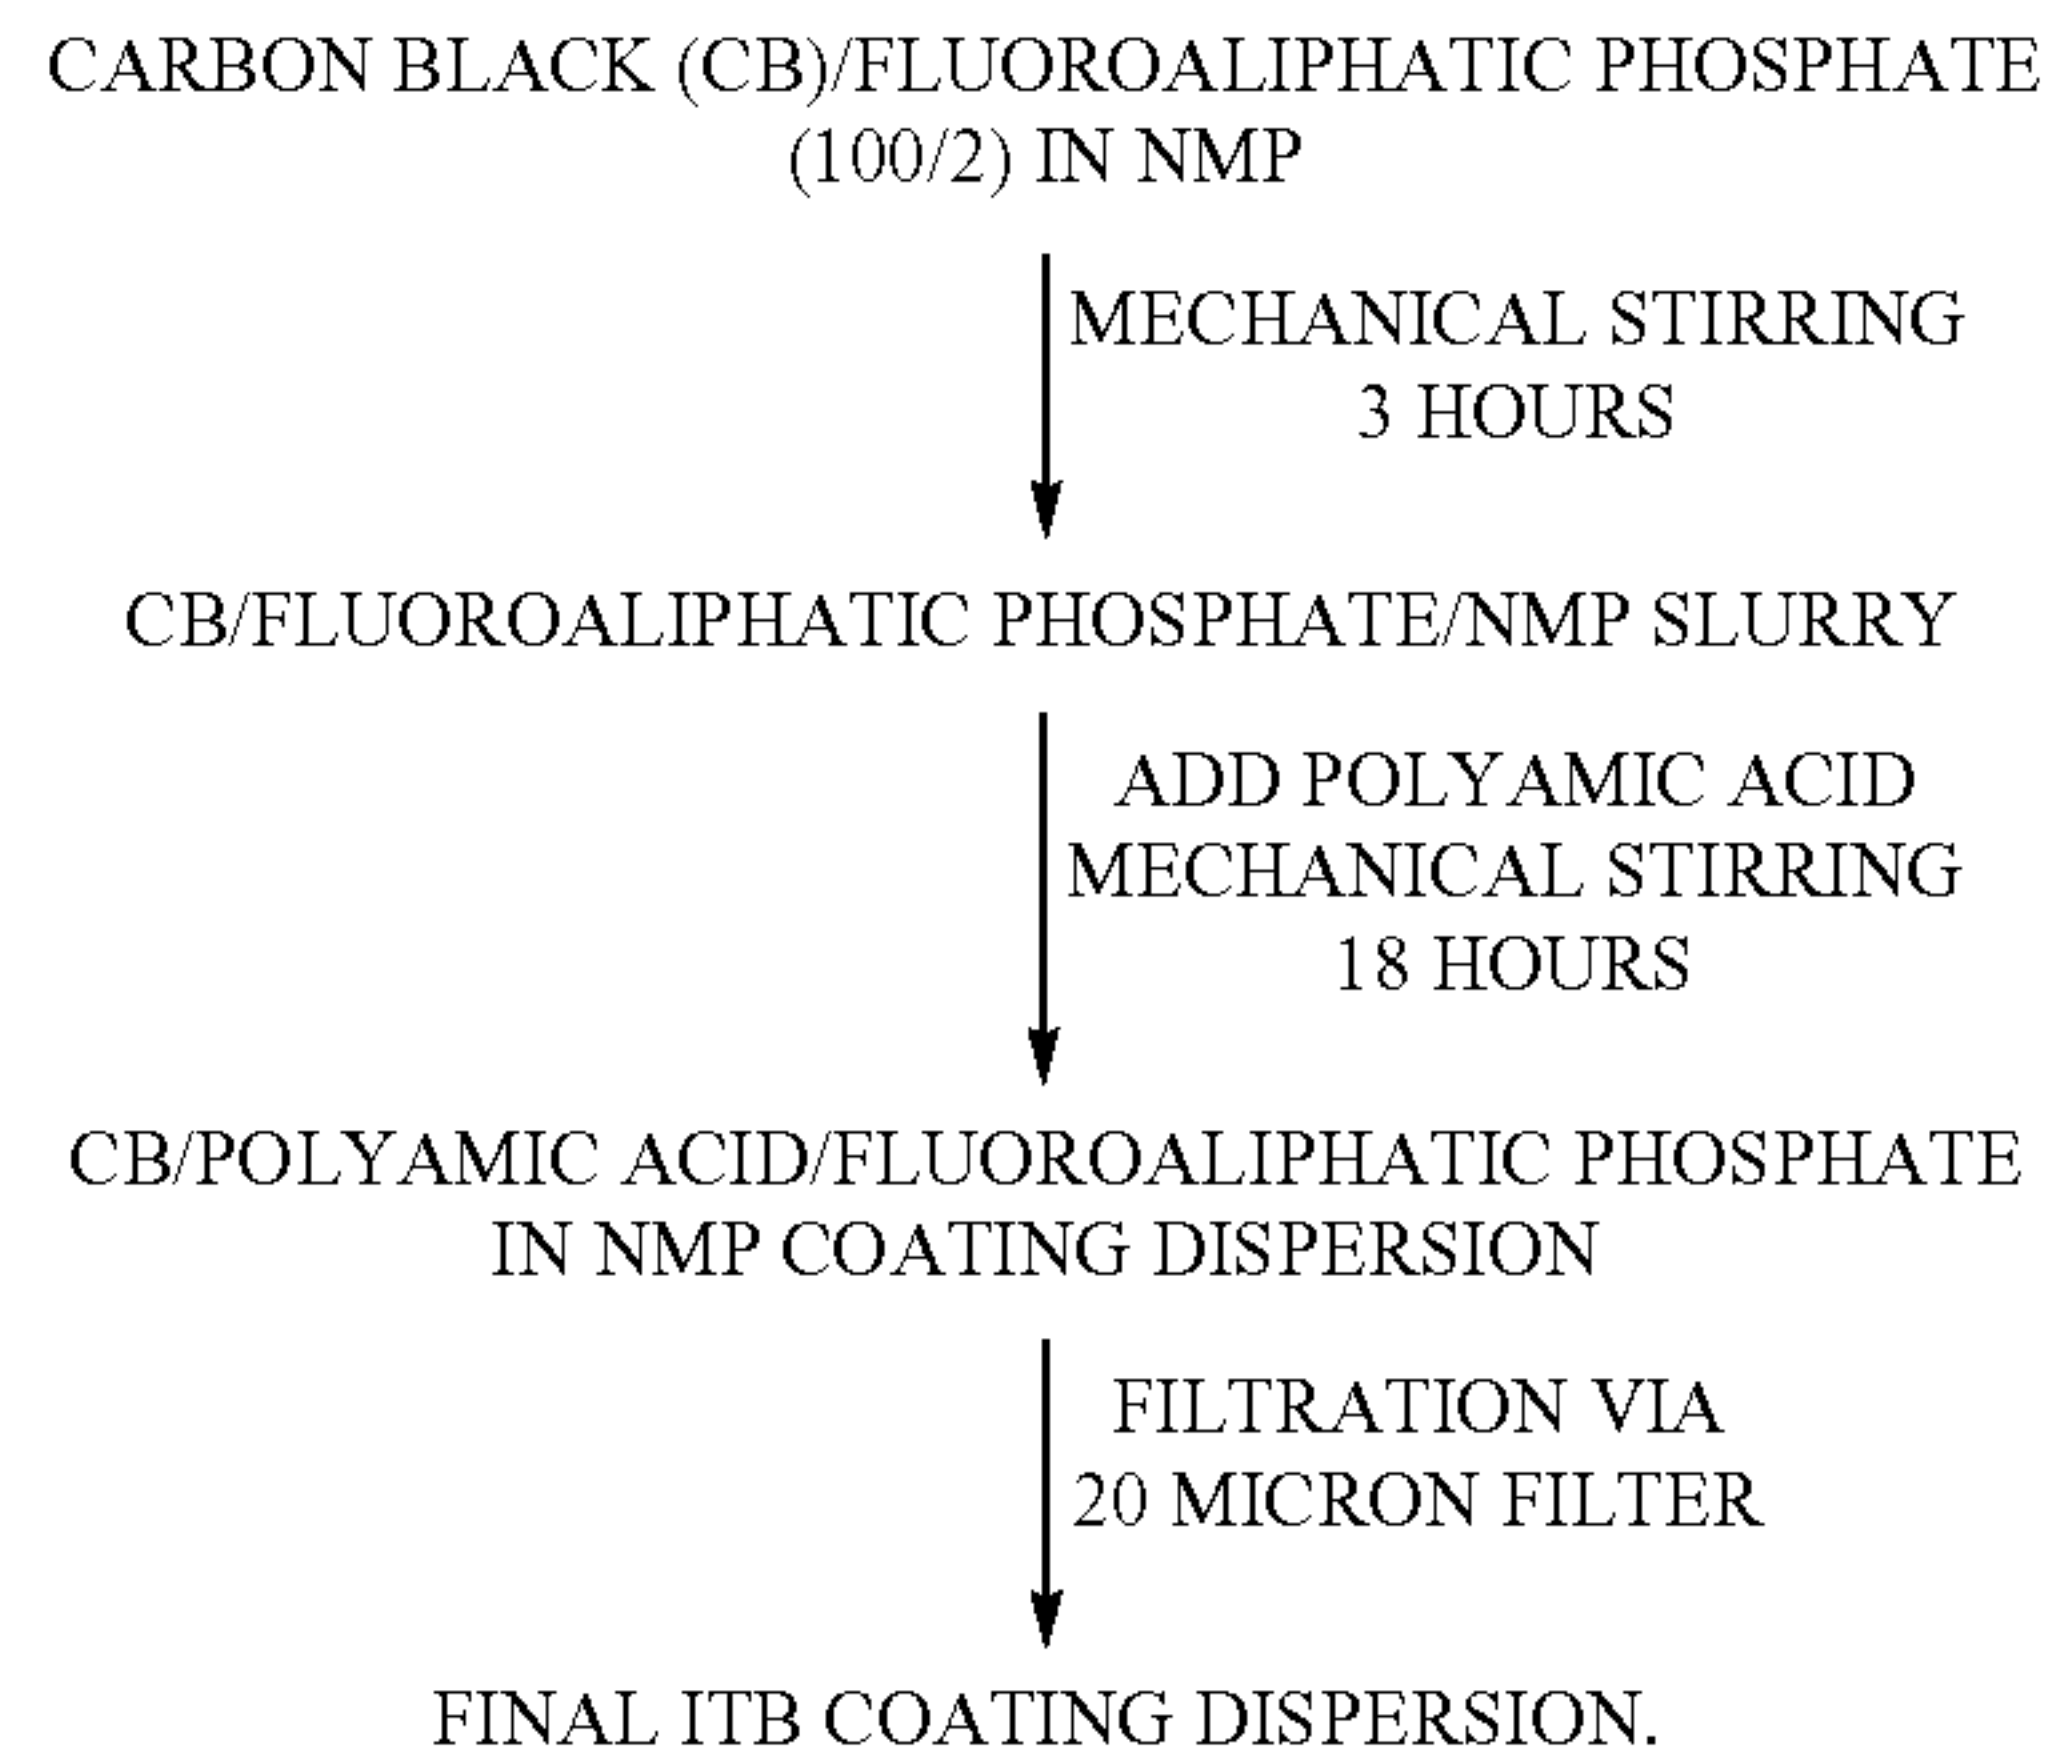 CARBON BLACK (CB)/FLUOROALIPHATIC PHOSPHATE
(100/2) IN NMP
MECHANICAL STIRRING
3 HOURS
CB/FLUOROALIPHATIC PHOSPHATE/NMP SLURRY
ADD POLYAMIC ACID
MECHANICAL STIRRING
18 HOURS
CB/POLYAMIC ACID/FLUOROALIPHATIC PHOSPHATE
IN NMP COATING DISPERSION
FILTRATION VIA
20 MICRON FILTER
FINAL ITB COATING DISPERSION.